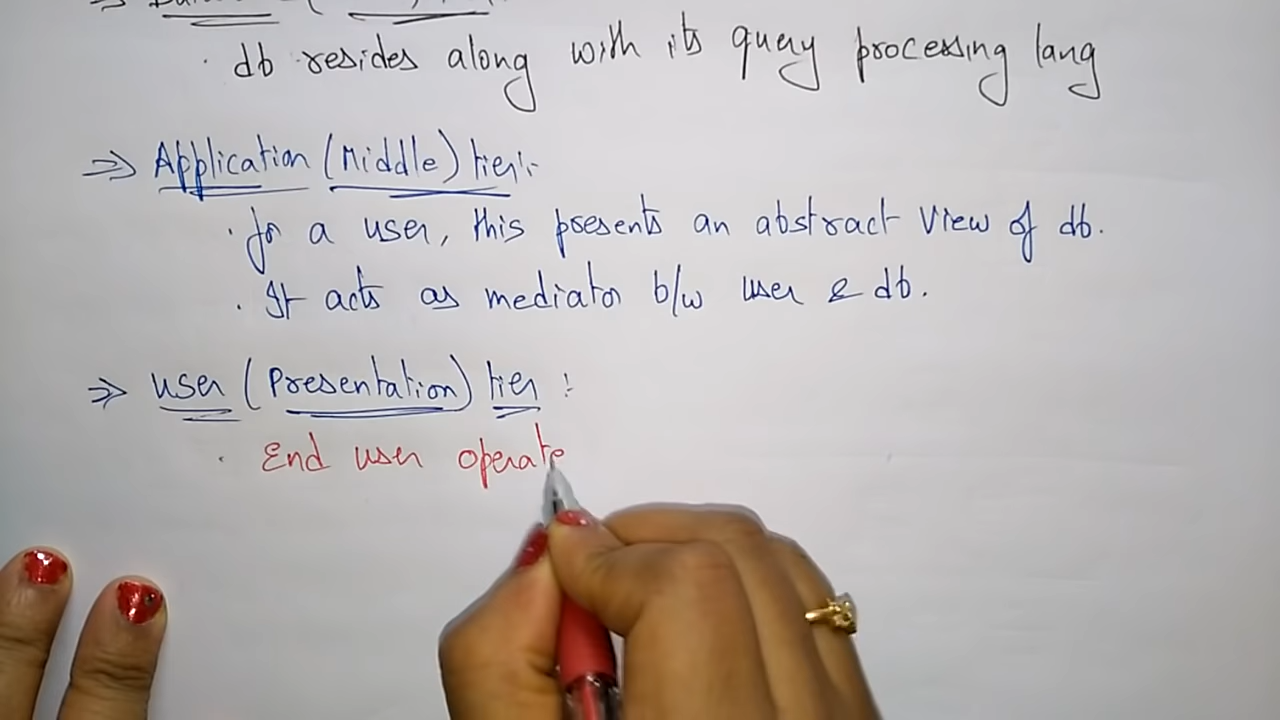 · db resides along with its query processing lang
⇒ Application (Middle) tier:-
· for a user, this presents an abstract view of db.
· It acts as mediator b/w user & db.
⇒ user (Presentation) tier :
· End user operate